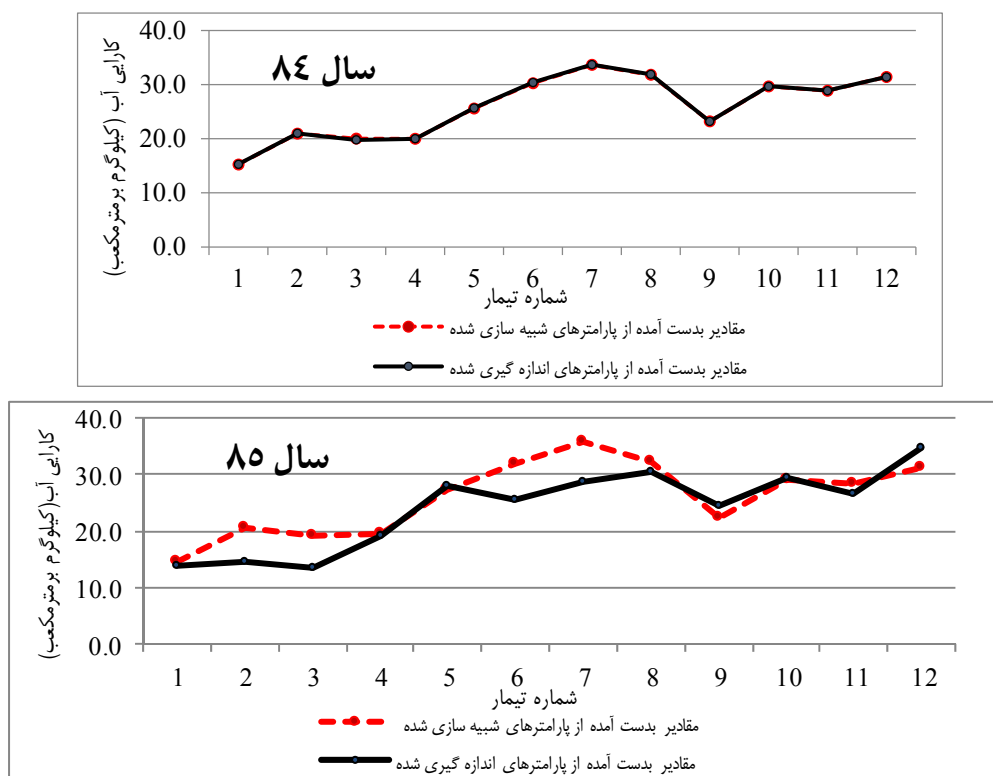 سال ٨٤
کارایی آب (کیلوگرم برمترمکعب)
40.0
30.0
20.0
10.0
0.0
1 2 3 4 5 6 7 8 9 10 11 12
شماره تیمار
مقادیر بدست آمده از پارامترهای شبیه سازی شده
مقادیر بدست آمده از پارامترهای اندازه گیری شده
سال ٨٥
کارایی آب(کیلوگرم برمترمکعب)
40.0
30.0
20.0
10.0
0.0
1 2 3 4 5 6 7 8 9 10 11 12
شماره تیمار
مقادیر بدست آمده از پارامترهای شبیه سازی شده
مقادیر بدست آمده از پارامترهای اندازه گیری شده